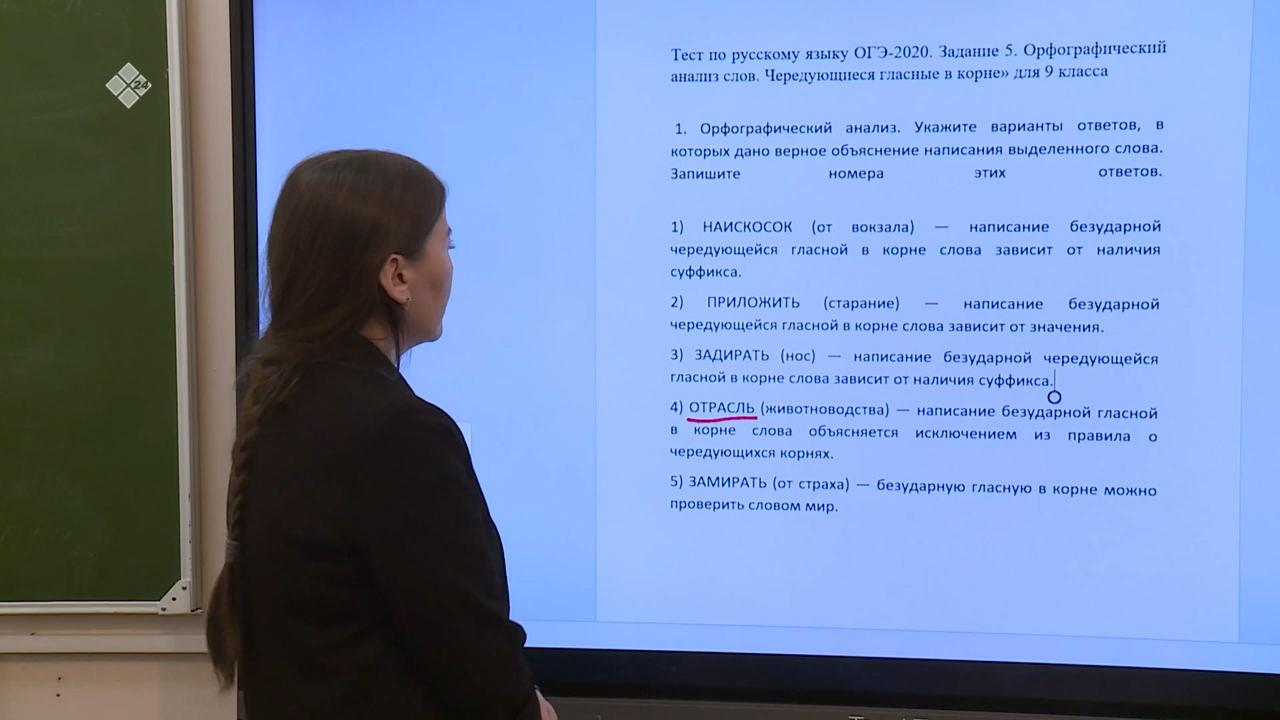 X24
Тест по русскому языку ОГЭ-2020. Задание 5. Орфографический
анализ слов. Чередующиеся гласные в корне» для 9 класса
1. Орфографический анализ. Укажите варианты ответов, в
которых дано верное объяснение написания выделенного слова.
Запишите номера этих ответов.
1) НАИСКОСОК (от вокзала) — написание безударной
чередующейся гласной в корне слова зависит от наличия
суффикса.
2) ПРИЛОЖИТЬ (старание) — написание безударной
чередующейся гласной в корне слова зависит от значения.
3) ЗАДИРАТЬ (нос) — написание безударной чередующейся
гласной в корне слова зависит от наличия суффикса.
4) ОТРАСЛЬ (животноводства) — написание безударной гласной
в корне слова объясняется исключением из правила о
чередующихся корнях.
5) ЗАМИРАТЬ (от страха) — безударную гласную в корне можно
проверить словом мир.